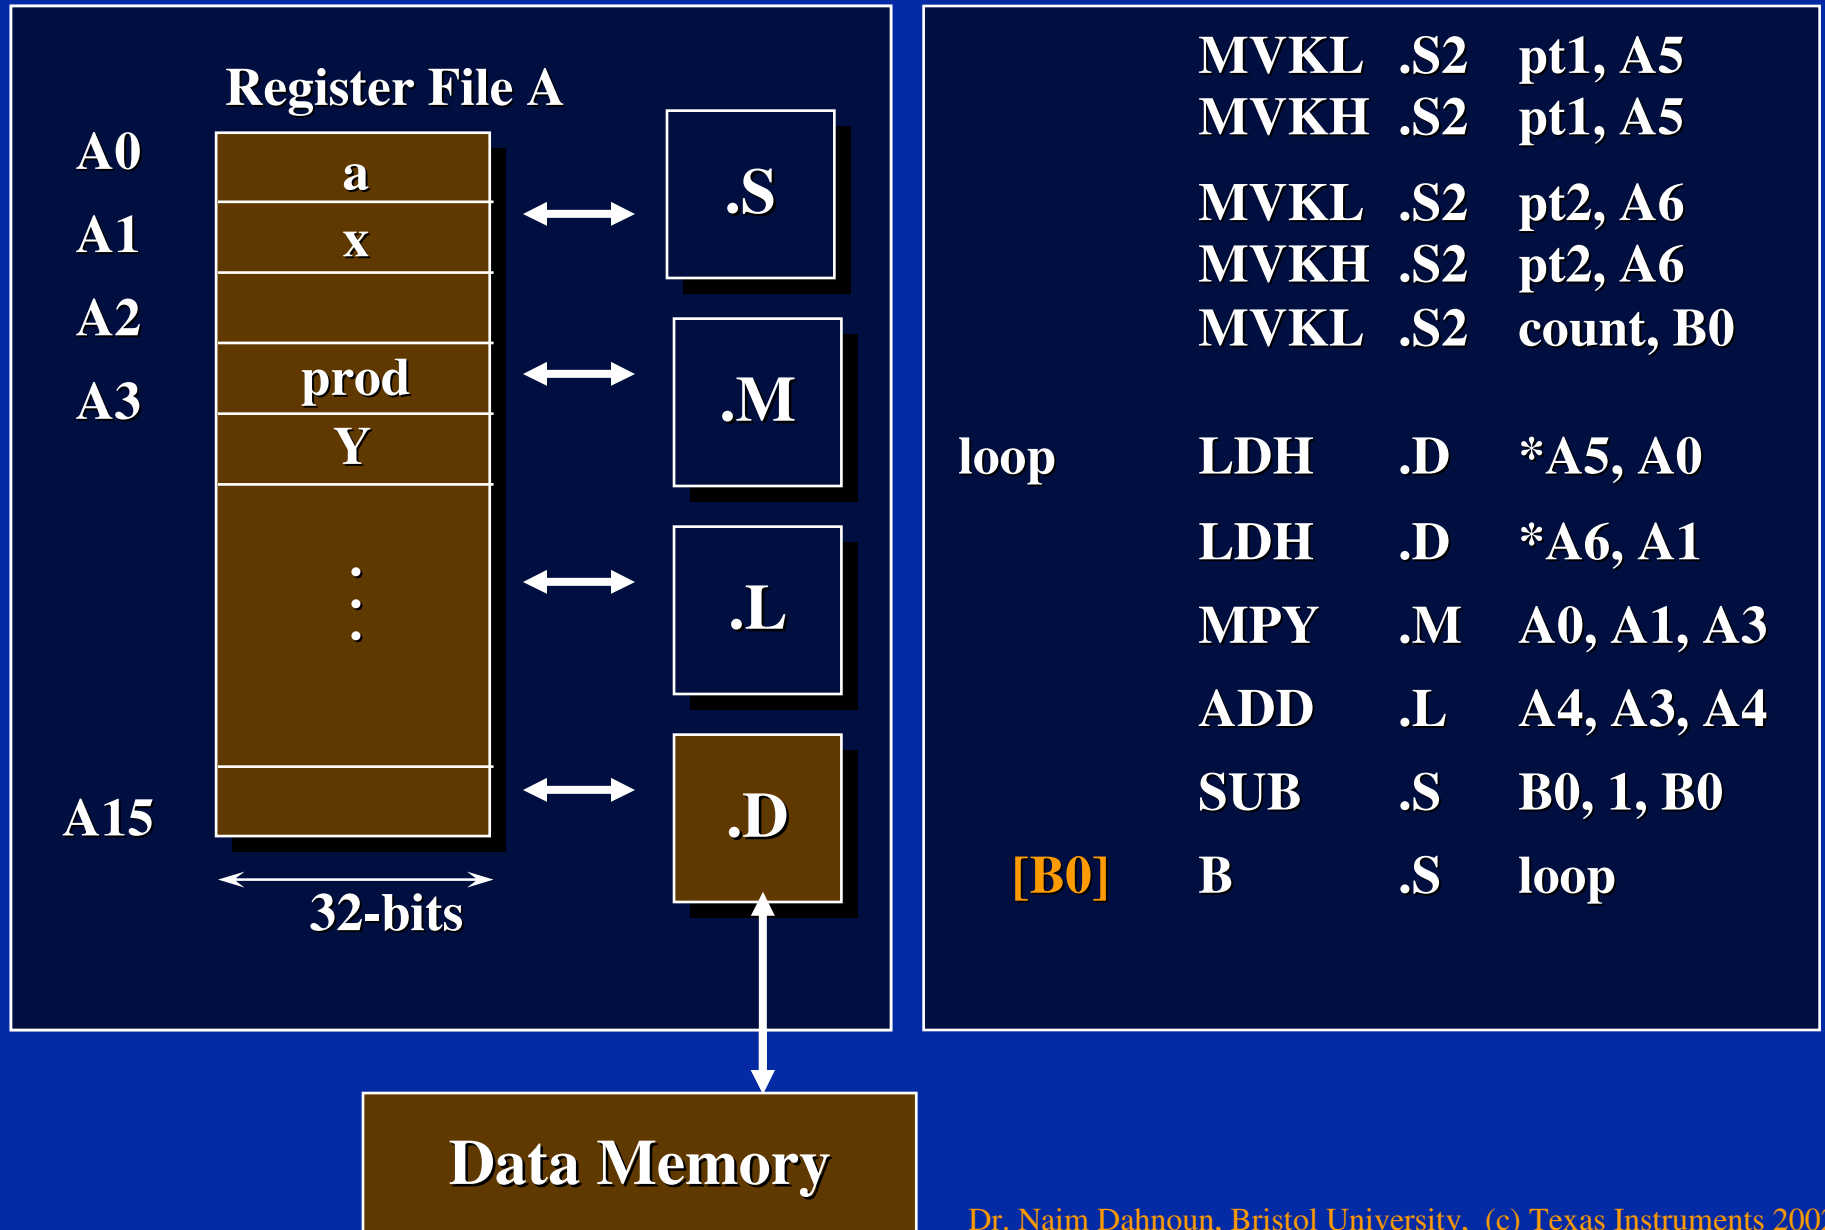 Register File A
A0
a
A1
x
A2
A3
prod
Y
.
.
.
A15
32-bits
.S
.M
.L
.D
Data Memory
MVKL .S2 pt1, A5
MVKH .S2 pt1, A5
MVKL .S2 pt2, A6
MVKH .S2 pt2, A6
MVKL .S2 count, B0
loop LDH .D *A5, A0
LDH .D *A6, A1
MPY .M A0, A1, A3
ADD .L A4, A3, A4
SUB .S B0, 1, B0
[B0] B .S loop
Dr. Naim Dahnoun, Bristol University, (c) Texas Instruments